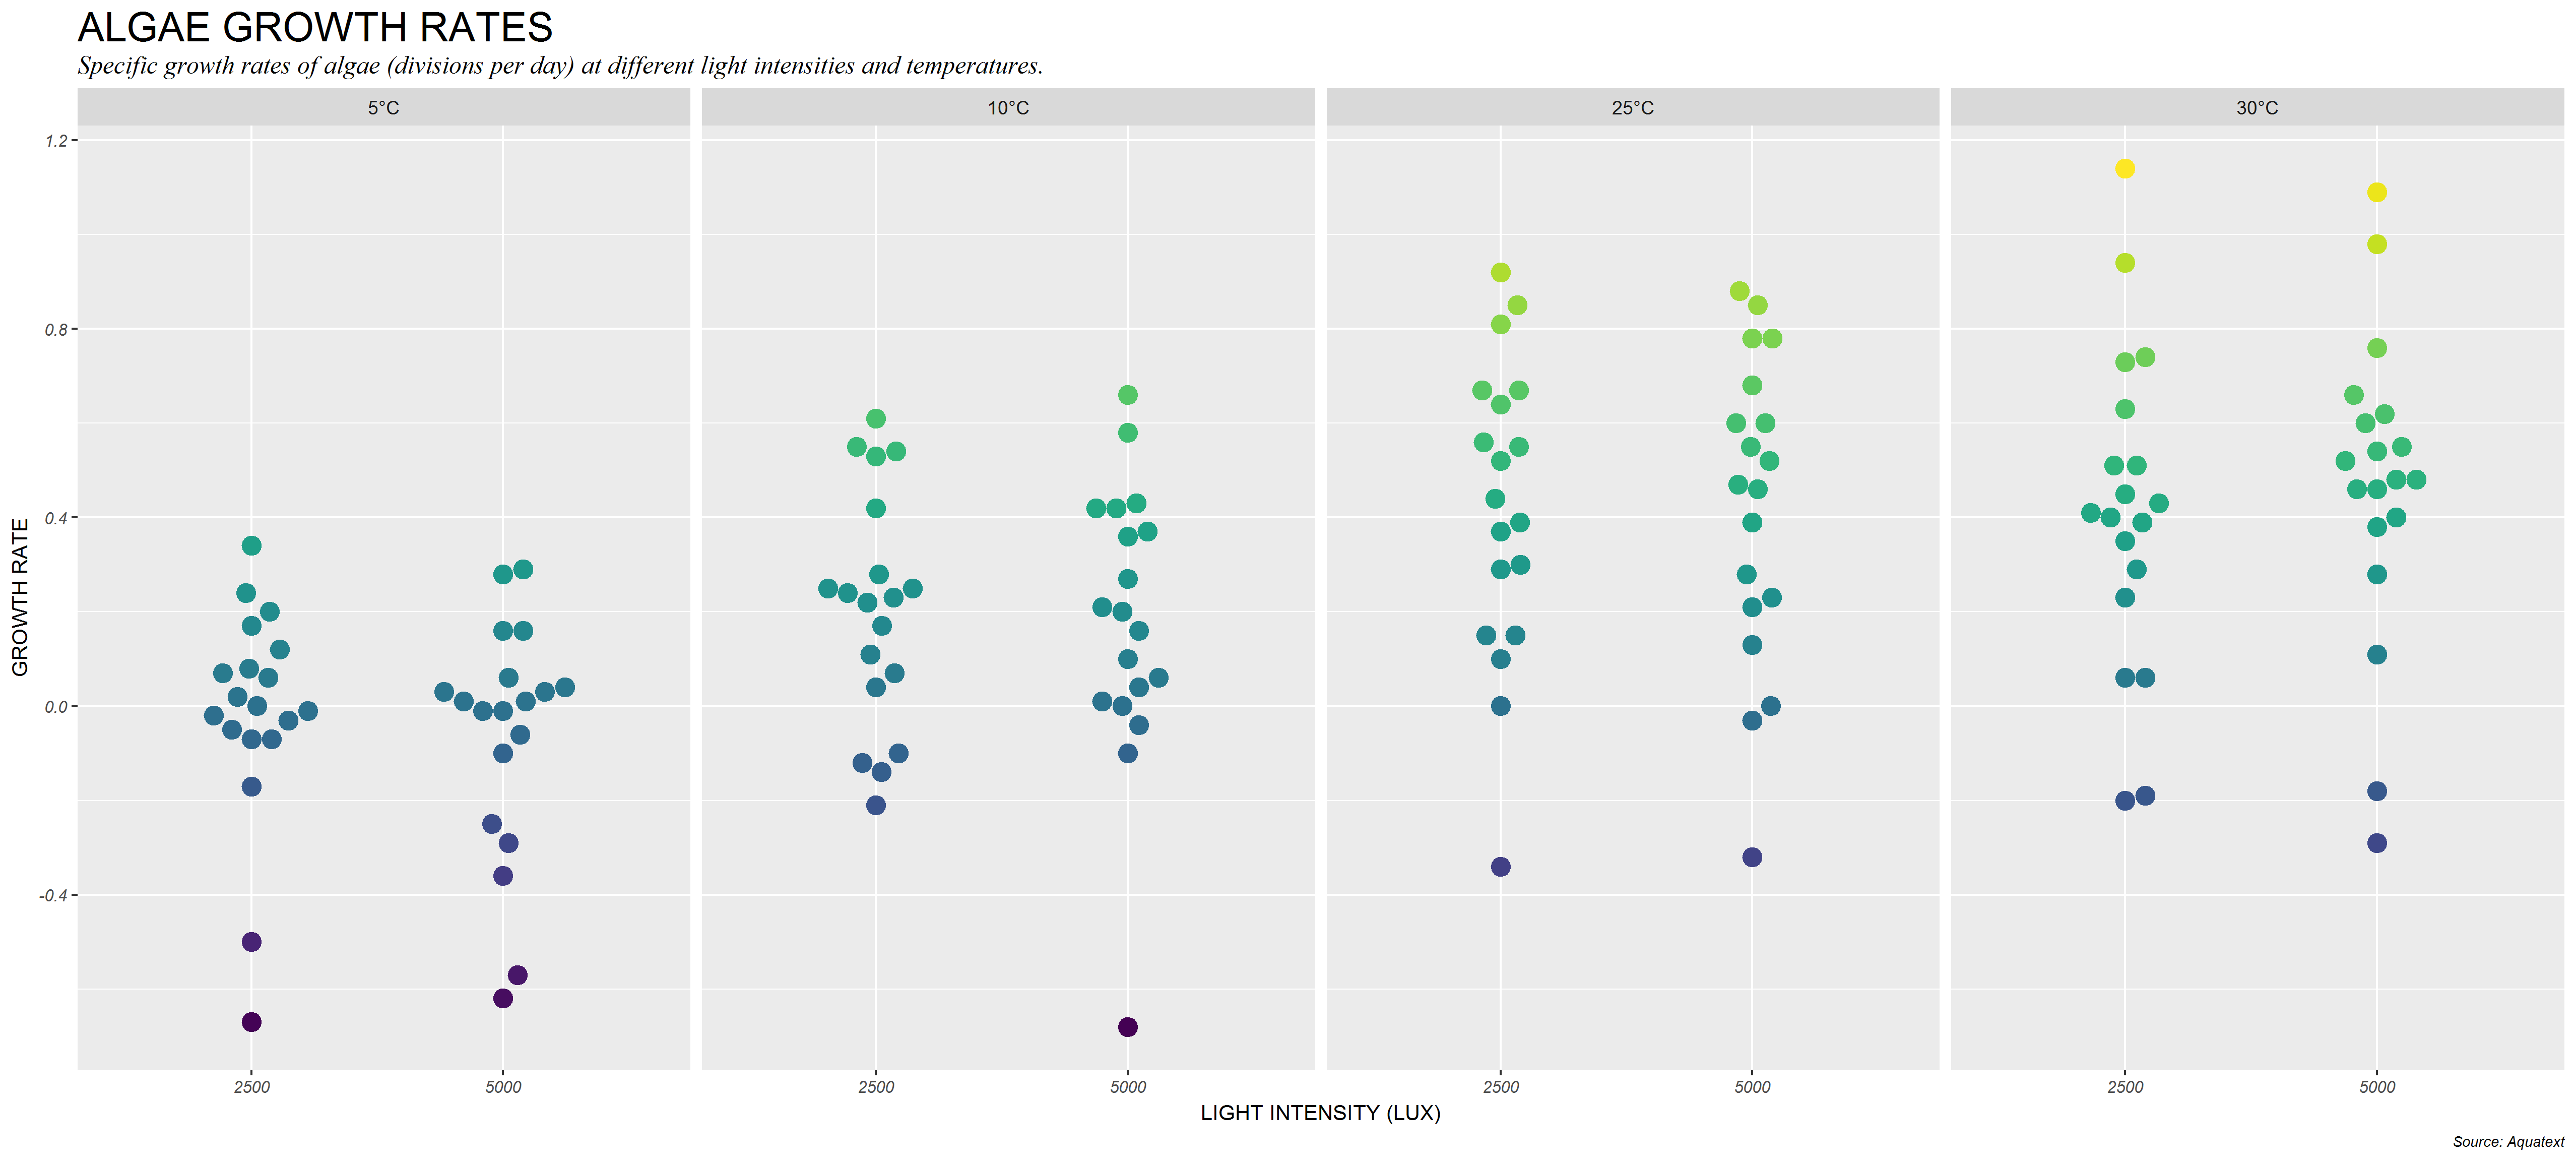 ALGAE GROWTH RATES
Specific growth rates of algae (divisions per day) at different light intensities and temperatures.
5°C 10°C 25°C 30°C
1.2
0.8
0.4
0.0
-0.4
GROWTH RATE
2500 5000 2500 5000 2500 5000 2500 5000
LIGHT INTENSITY (LUX)
Source: Aquatext